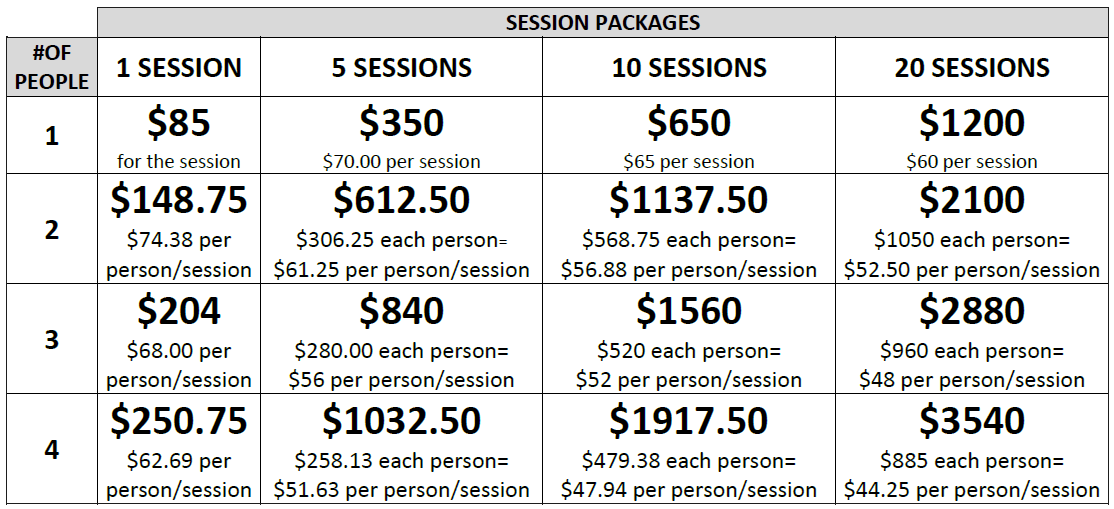 SESSION PACKAGES
#OF
PEOPLE
1 SESSION
5 SESSIONS
10 SESSIONS
20 SESSIONS
1
$85
for the session
$350
$70.00 per session
$650
$65 per session
$1200
$60 per session
2
$148.75
$74.38 per
person/session
$612.50
$306.25 each person=
$61.25 per person/session
$1137.50
$568.75 each person=
$56.88 per person/session
$2100
$1050 each person=
$52.50 per person/session
3
$204
$68.00 per
person/session
$840
$280.00 each person=
$56 per person/session
$1560
$520 each person=
$52 per person/session
$2880
$960 each person=
$48 per person/session
4
$250.75
$62.69 per
person/session
$1032.50
$258.13 each person=
$51.63 per person/session
$1917.50
$479.38 each person=
$47.94 per person/session
$3540
$885 each person=
$44.25 per person/session